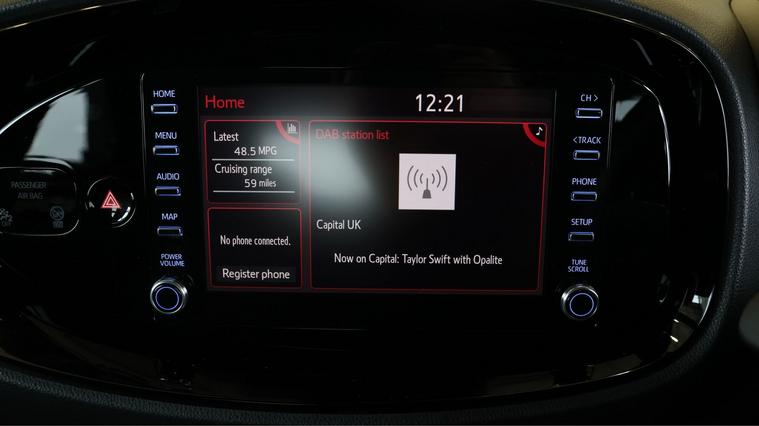 HOME
MENU
AUDIO
MAP
POWER
VOLUME
PASSENGER
AIR BAG
OFF
Home
12:21
Latest
48.5 MPG
Cruising range
59 miles
No phone connected.
Register phone
DAB station list
Capital UK
Now on Capital: Taylor Swift with Opalite
CH >
<TRACK
PHONE
SETUP
TUNE
SCROLL